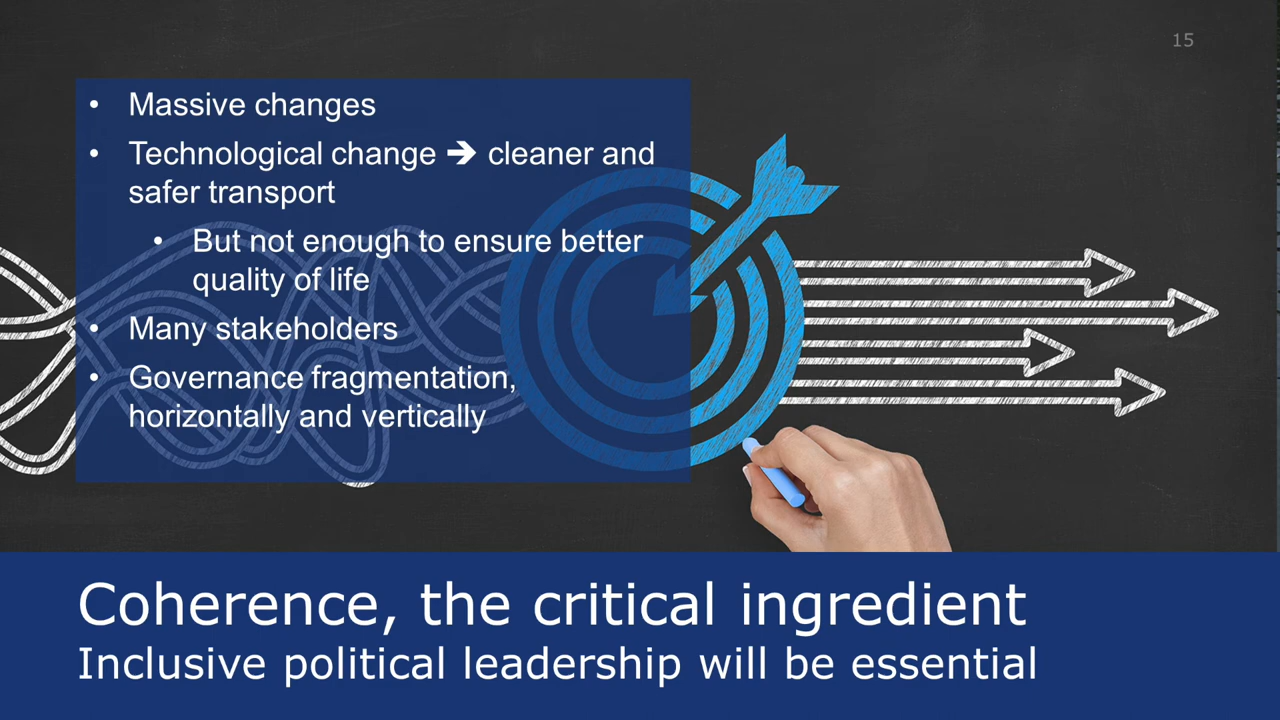 15
• Massive changes
• Technological change ➔ cleaner and
safer transport
• But not enough to ensure better
quality of life
• Many stakeholders
• Governance fragmentation,
horizontally and vertically
Coherence, the critical ingredient
Inclusive political leadership will be essential